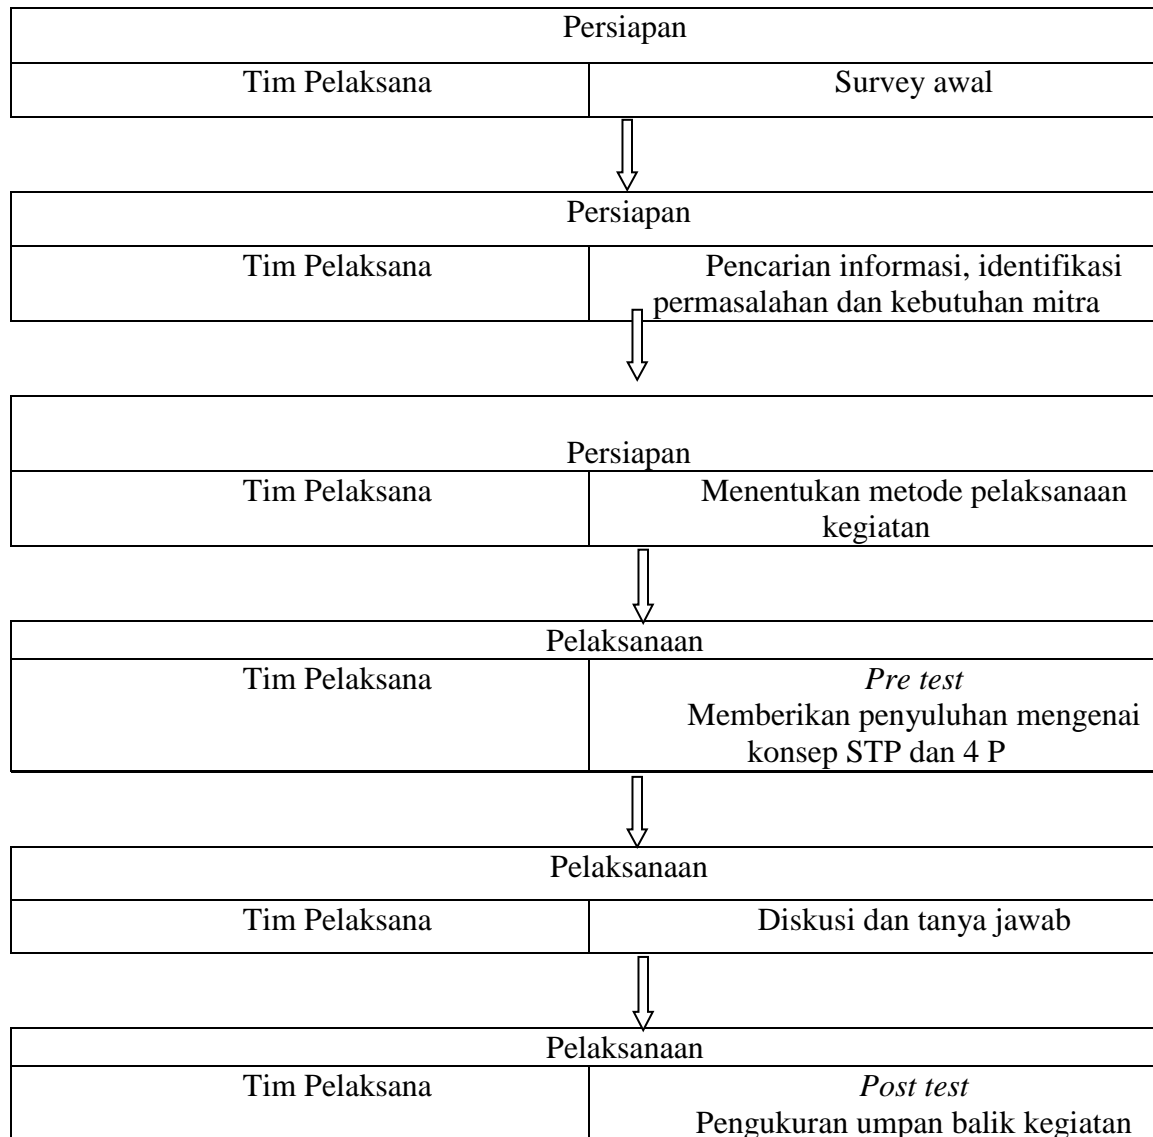 Persiapan
Tim Pelaksana
Survey awal
Persiapan
Tim Pelaksana
Pencarian informasi, identifikasi
permasalahan dan kebutuhan mitra
Persiapan
Tim Pelaksana
Menentukan metode pelaksanaan
kegiatan
Pelaksanaan
Tim Pelaksana
Pre test
Memberikan penyuluhan mengenai
konsep STP dan 4 P
Pelaksanaan
Tim Pelaksana
Diskusi dan tanya jawab
Pelaksanaan
Tim Pelaksana
Post test
Pengukuran umpan balik kegiatan